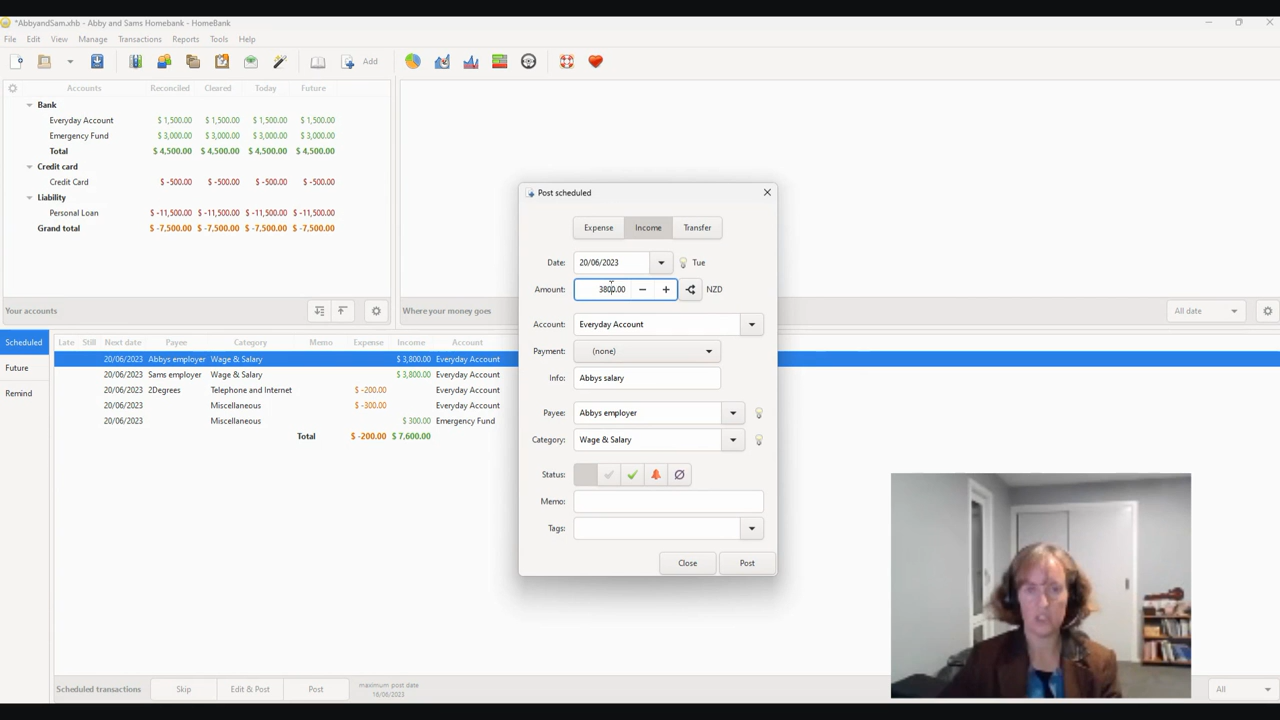 *AbbyandSam.xhb - Abby and Sams Homebank - HomeBank
File Edit View Manage Transactions Reports Tools Help
Add
Accounts Reconciled Cleared Today Future
Bank
Everyday Account $ 1,500.00 $ 1,500.00 $ 1,500.00 $ 1,500.00
Emergency Fund $ 3,000.00 $ 3,000.00 $ 3,000.00 $ 3,000.00
Total $ 4,500.00 $ 4,500.00 $ 4,500.00 $ 4,500.00
Credit card
Credit Card $ -500.00 $ -500.00 $ -500.00 $ -500.00
Liability
Personal Loan $ -11,500.00 $ -11,500.00 $ -11,500.00 $ -11,500.00
Grand total $ -7,500.00 $ -7,500.00 $ -7,500.00 $ -7,500.00
Your accounts
Where your money goes
All date
Scheduled
Future
Remind
Late Still Next date Payee Category Memo Expense Income Account
20/06/2023 Abbys employer Wage & Salary $ 3,800.00 Everyday Account
20/06/2023 Sams employer Wage & Salary $ 3,800.00 Everyday Account
20/06/2023 2Degrees Telephone and Internet $ -200.00 Everyday Account
20/06/2023 Miscellaneous $ -300.00 Everyday Account
20/06/2023 Miscellaneous $ 300.00 Emergency Fund
Total $ -200.00 $ 7,600.00
Scheduled transactions Skip Edit & Post Post
maximum post date
16/06/2023
All
Post scheduled
Expense Income Transfer
Date: 20/06/2023 Tue
Amount: 3800.00 NZD
Account: Everyday Account
Payment: (none)
Info: Abbys salary
Payee: Abbys employer
Category: Wage & Salary
Status:
Memo:
Tags:
Close Post